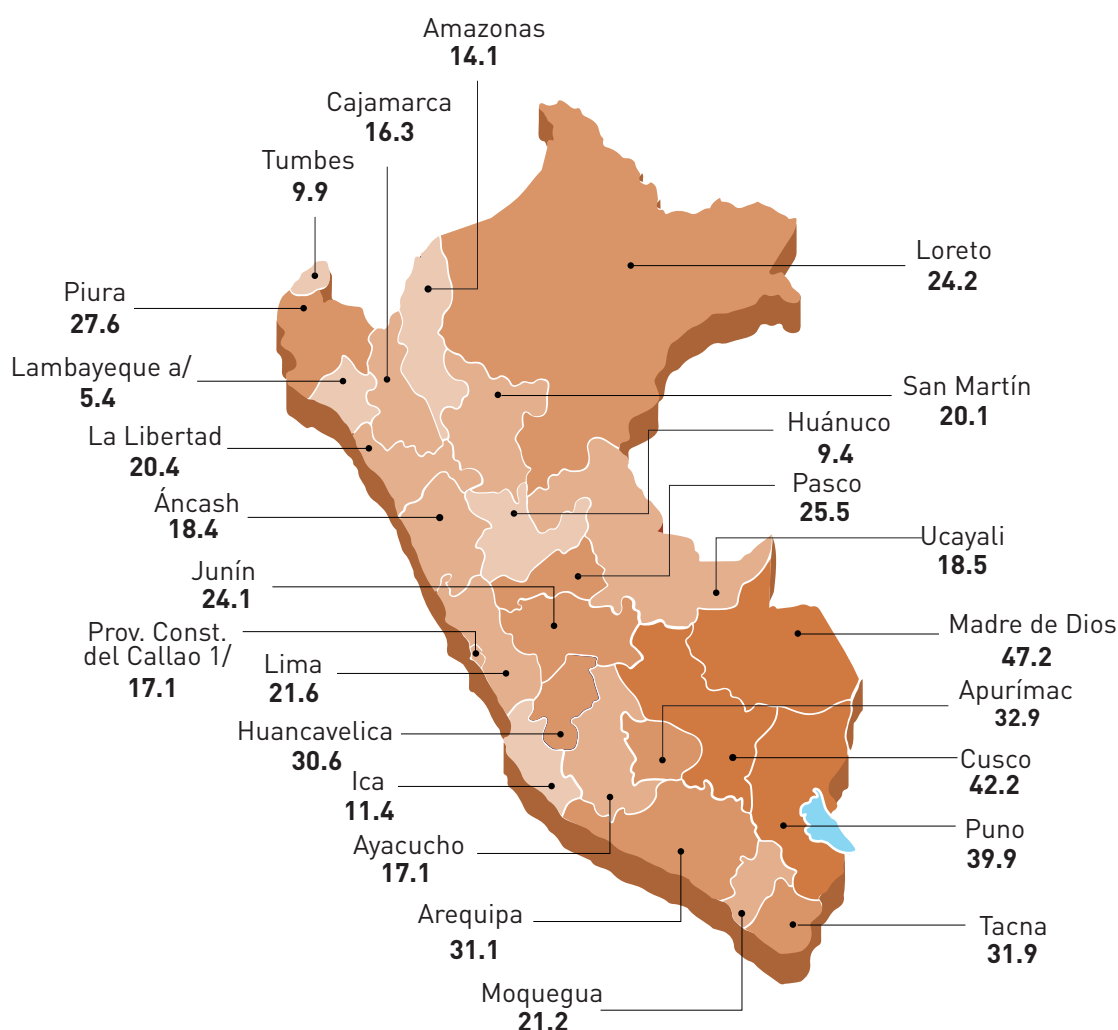 Amazonas
14.1
Cajamarca
16.3
Tumbes
9.9
Loreto
24.2
Piura
27.6
Lambayeque a/
5.4
San Martín
20.1
Huánuco
9.4
La Libertad
20.4
Pasco
25.5
Áncash
18.4
Ucayali
18.5
Junín
24.1
Madre de Dios
47.2
Prov. Const.
del Callao 1/
17.1
Lima
21.6
Apurímac
32.9
Huancavelica
30.6
Cusco
42.2
Ica
11.4
Puno
39.9
Ayacucho
17.1
Arequipa
31.1
Tacna
31.9
Moquegua
21.2